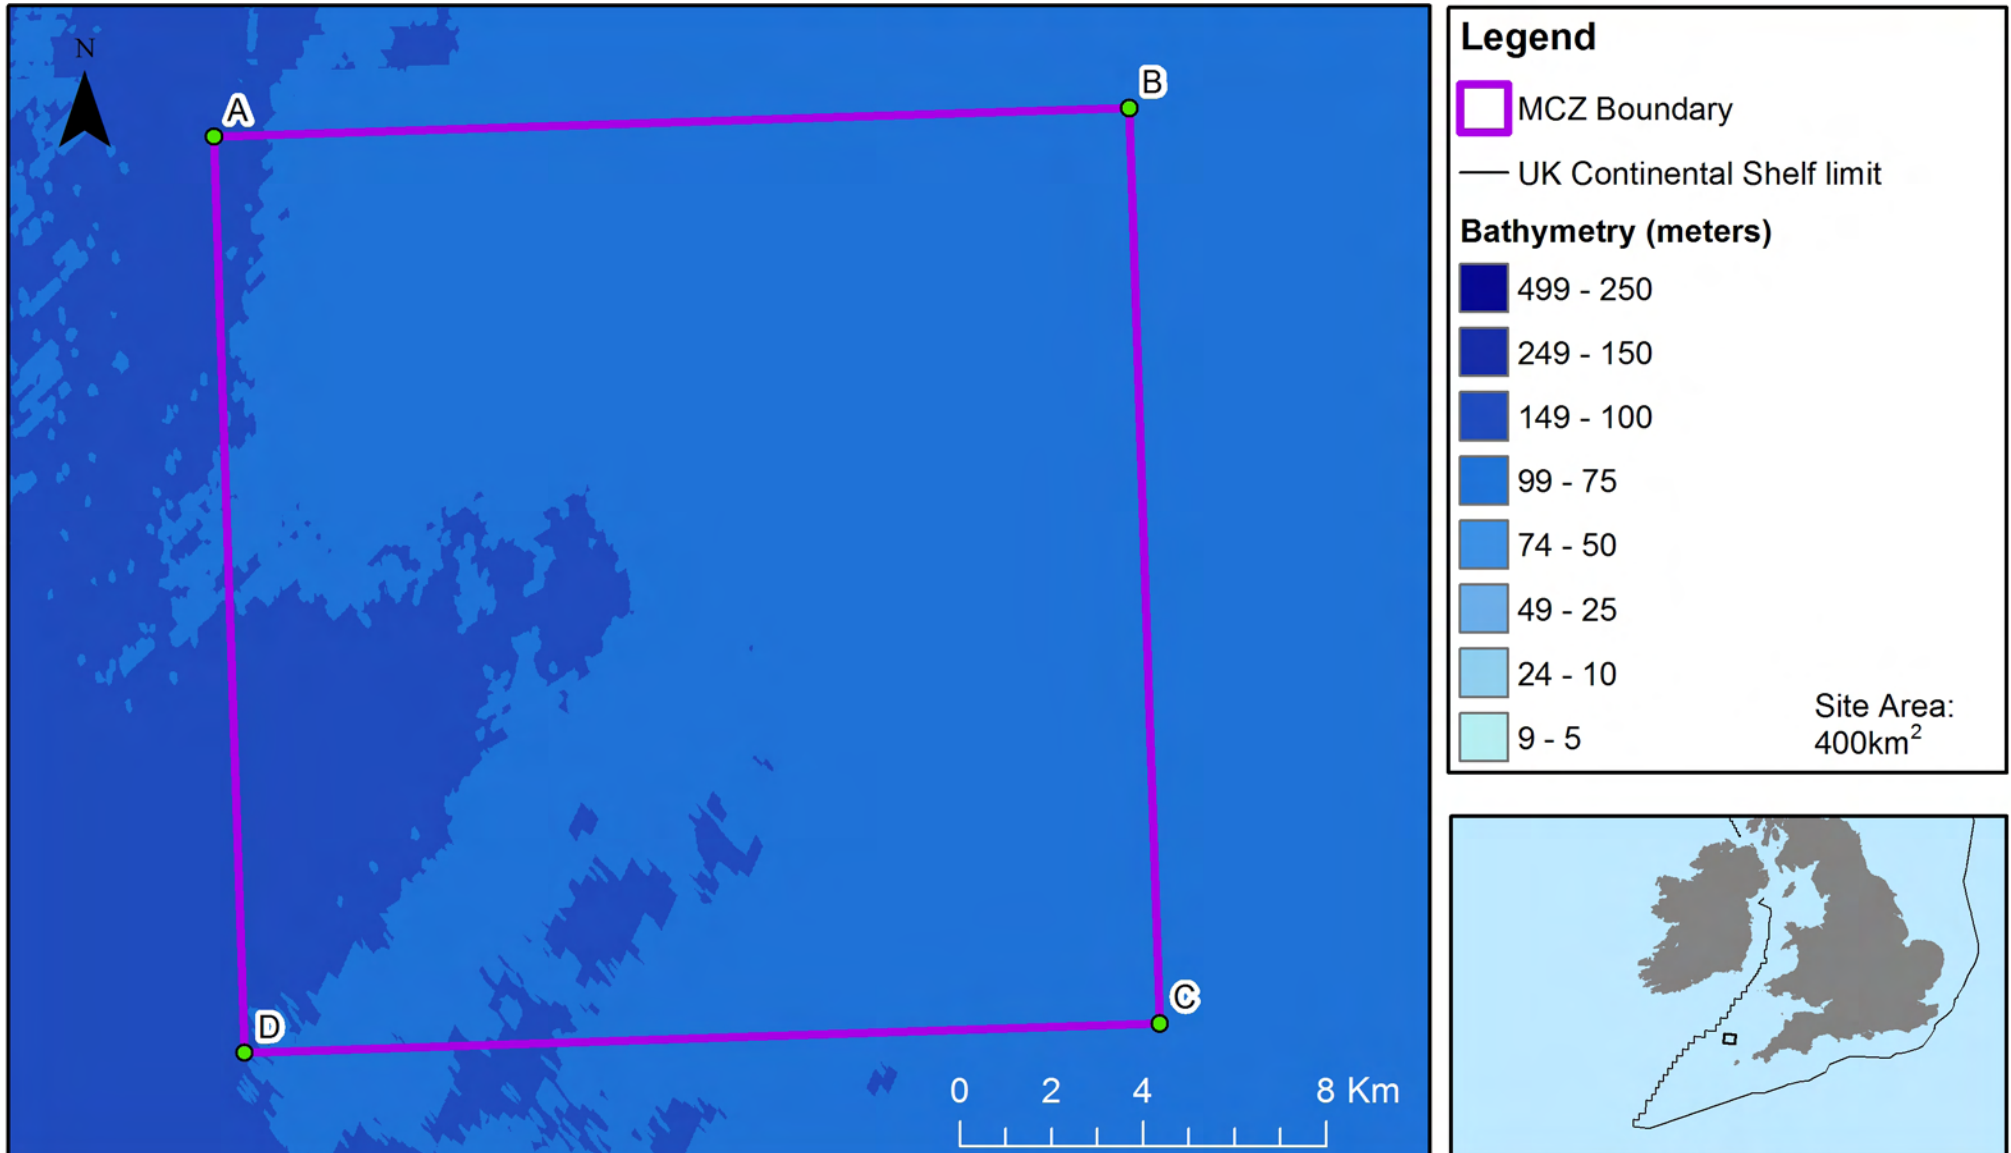 N
A
B
C
D
0 2 4 8 Km
Legend
MCZ Boundary
UK Continental Shelf limit
Bathymetry (meters)
499 - 250
249 - 150
149 - 100
99 - 75
74 - 50
49 - 25
24 - 10
9 - 5
Site Area:
400km²